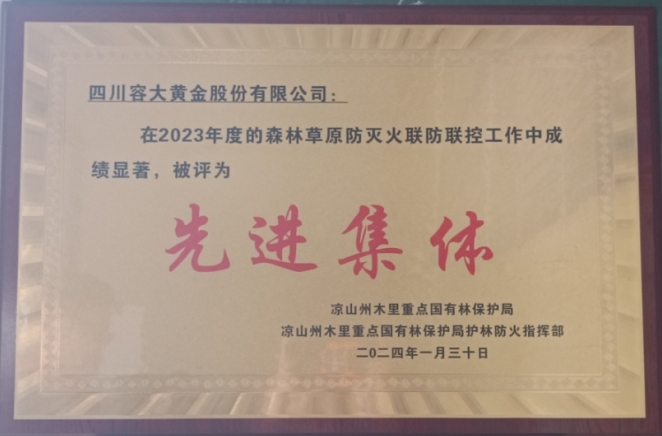 四川容大黄金股份有限公司：
在2023年度的森林草原防灭火联防联控工作中成
绩显著，被评为
先进集体
凉山州木里重点国有林保护局
凉山州木里重点国有林保护局护林防火指挥部
二〇二四年一月三十日